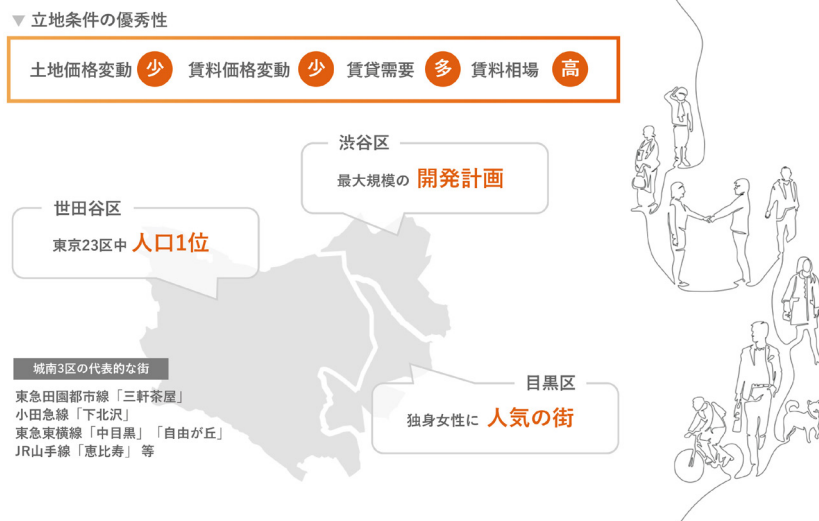 ▼ 立地条件の優秀性
土地価格変動 少 賃料価格変動 少 賃貸需要 多 賃料相場 高
渋谷区
最大規模の 開発計画
世田谷区
東京23区中 人口1位
城南3区の代表的な街
東急田園都市線「三軒茶屋」
小田急線「下北沢」
東急東横線「中目黒」「自由が丘」
JR山手線「恵比寿」 等
目黒区
独身女性に 人気の街